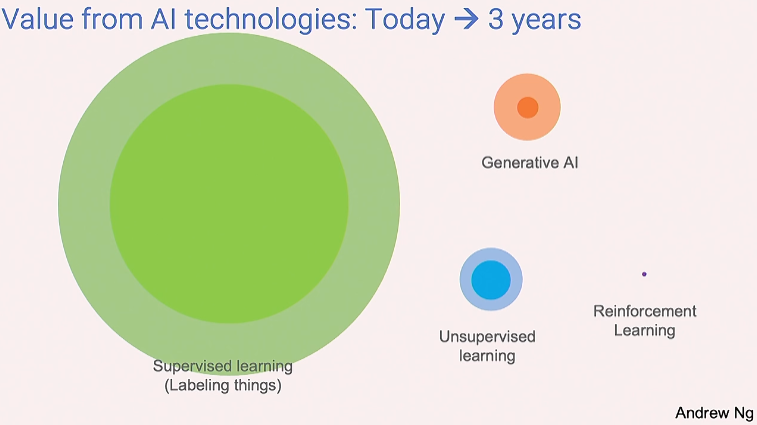 Value from AI technologies: Today → 3 years
Generative AI
Supervised learning
(Labeling things)
Unsupervised
learning
Reinforcement
Learning
Andrew Ng